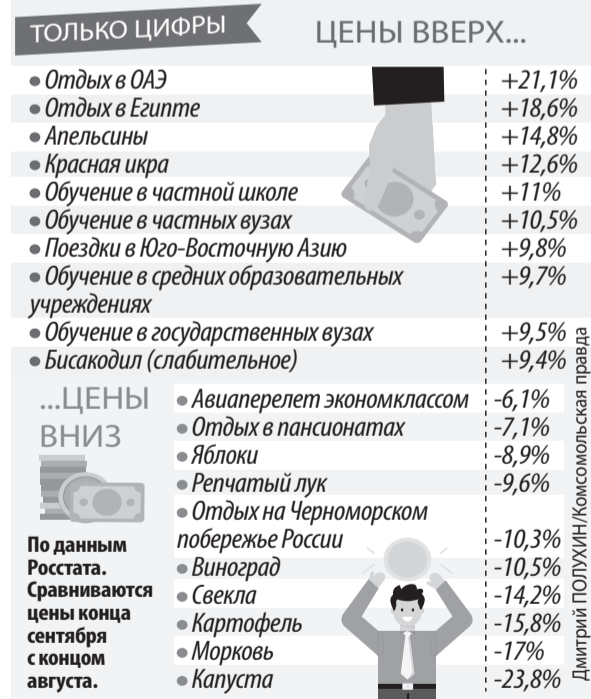 ТОЛЬКО ЦИФРЫ
ЦЕНЫ ВВЕРХ...
• Отдых в ОАЭ +21,1%
• Отдых в Египте +18,6%
• Апельсины +14,8%
• Красная икра +12,6%
• Обучение в частной школе +11%
• Обучение в частных вузах +10,5%
• Поездки в Юго-Восточную Азию +9,8%
• Обучение в средних образовательных +9,7%
учреждениях
• Обучение в государственных вузах +9,5%
• Бисакодил (слабительное) +9,4%
...ЦЕНЫ
ВНИЗ
• Авиаперелет экономклассом -6,1%
• Отдых в пансионатах -7,1%
• Яблоки -8,9%
• Репчатый лук -9,6%
• Отдых на Черноморском
побережье России -10,3%
• Виноград -10,5%
• Свекла -14,2%
• Картофель -15,8%
• Морковь -17%
• Капуста -23,8%
По данным
Росстата.
Сравниваются
цены конца
сентября
с концом
августа.
Дмитрий ПОЛУХИН/Комсомольская правда